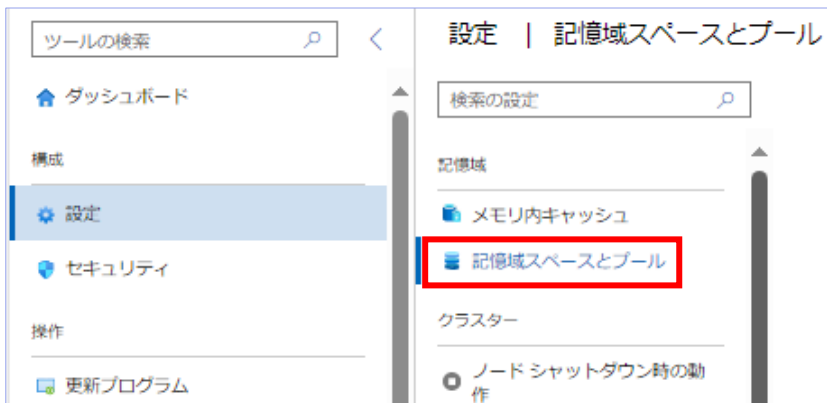 ツールの検索
ダッシュボード
構成
設定
セキュリティ
操作
更新プログラム
設定 | 記憶域スペースとプール
検索の設定
記憶域
メモリ内キャッシュ
記憶域スペースとプール
クラスター
ノード シャットダウン時の動
作